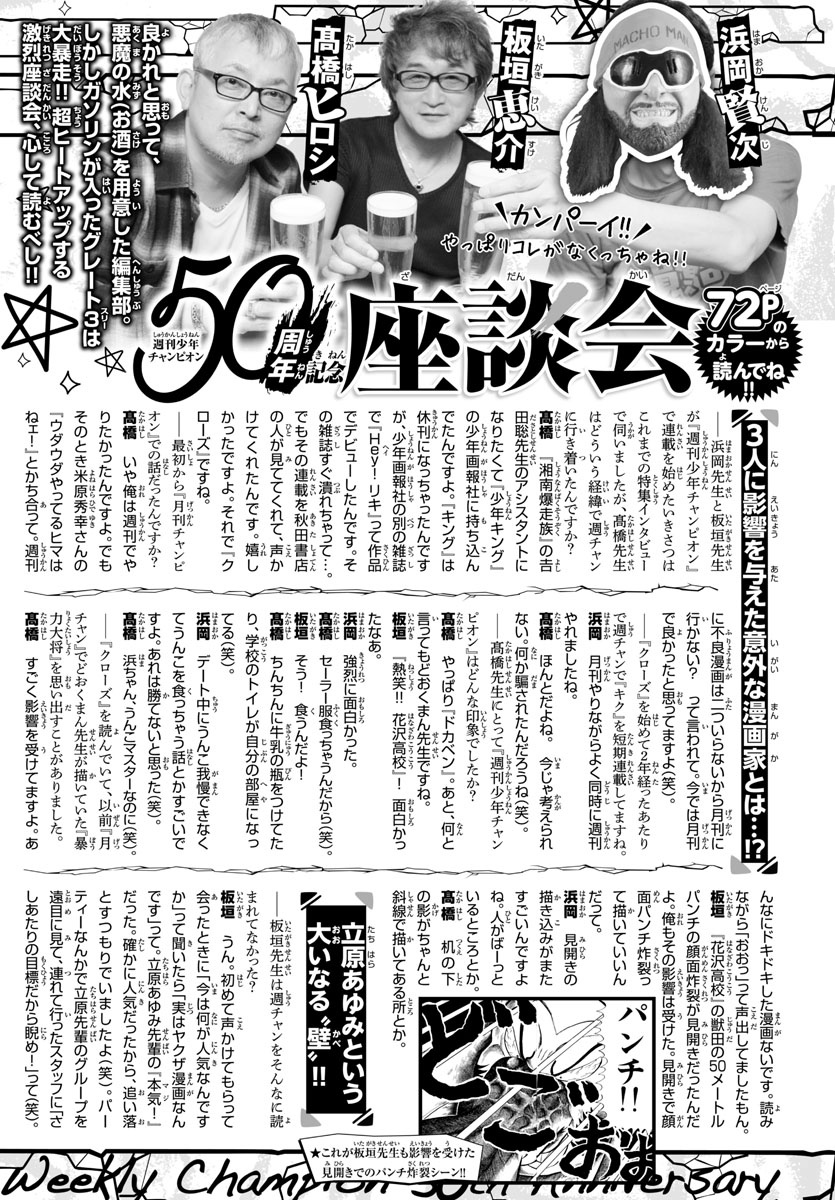 浜岡賢次
MACHO MAN
板垣恵介
髙橋ヒロシ
良かれと思って、
悪魔の水(お酒)を用意した編集部。
しかしガソリンが入ったグレート3は
大暴走!! 超ヒートアップする
激烈座談会、心して読むべし!!
カンパーイ!!
やっぱりコレがなくっちゃね!!
週刊少年
チャンピオン
50周年記念 座談会
72Pの
カラーから
読んでね!!
3人に影響を与えた意外な漫画家とは…!?
――浜岡先生と板垣先生
が『週刊少年チャンピオン』
で連載を始めたいきさつは
これまでの特集インタビュー
で伺いましたが、髙橋先生
はどういう経緯で週チャン
に行き着いたんですか?
髙橋 『湘南爆走族』の吉
田聡先生のアシスタントに
なりたくて『少年キング』
の少年画報社に持ち込ん
でたんですよ。『キング』は
休刊になっちゃったんです
が、少年画報社の別の雑誌
で『Hey!リキ』って作品
でデビューしたんです。そ
の雑誌すぐ潰れちゃって…。
でもその連載を秋田書店
の人が見ててくれて、声か
けてくれたんです。嬉し
かったですよ。それで『ク
ローズ』ですね。
――最初から『月刊チャンピ
オン』での話だったんですか?
髙橋 いや俺は週刊でや
りたかったんですよ。でも
そのとき米原秀幸さんの
『ウダウダやってるヒマは
ねェ!』とかち合って。週刊
に不良漫画は二ついらないから月刊に
行かない? って言われて。今では月刊
で良かったと思ってますよ(笑)。
――『クローズ』を始めて2年経ったあたり
で週チャンで『キク』を短期連載してますね。
浜岡 月刊やりながらよく同時に週刊
やれましたね。
髙橋 ほんとだよね。今じゃ考えられ
ない。何か騙されたんだろうね(笑)。
――髙橋先生にとって『週刊少年チャン
ピオン』はどんな印象でしたか?
髙橋 やっぱり『ドカベン』。あと、何と
言ってもどおくまん先生ですね。
板垣 『熱笑!! 花沢高校』! 面白かっ
たなあ。
浜岡 強烈に面白かった。
髙橋 セーラー服食っちゃうんだから(笑)。
板垣 そう! 食うんだよ!
髙橋 ちんちんに牛乳の瓶をつけてた
り、学校のトイレが自分の部屋になっ
てる(笑)。
浜岡 デート中にうんこ我慢できなく
てうんこを食っちゃう話とかすごいで
すよ。あれは勝てないと思った(笑)。
髙橋 浜ちゃん、うんこマスターなのに(笑)。
――『クローズ』を読んでいて、以前『月
チャン』でどおくまん先生が描いていた『暴
力大将』を思い出すことがありました。
髙橋 すごく影響を受けてますよ。あ
んなにドキドキした漫画ないです。読み
ながら「おおっ」って声出してましたもん。
板垣 『花沢高校』の獣田の50メートル
パンチの顔面炸裂が見開きだったんだ
よ。俺もその影響は受けた。見開きで顔
面パンチ炸裂っ
て描いていいん
だって。
浜岡 見開きの
描き込みがまた
すごいんですよ
ね。人がばーっと
いるところとか。
髙橋 机の下
の影がちゃんと
斜線で描いてある所とか。
パンチ!!
★これが板垣先生も影響を受けた
見開きでのパンチ炸裂シーン!!
立原あゆみという
大いなる〝壁〟!!
――板垣先生は週チャンをそんなに読
まれてなかった?
板垣 うん。初めて声かけてもらって
会ったときに「今は何が人気なんです
か」って聞いたら「実はヤクザ漫画なん
です」って。立原あゆみ先輩の『本気!』
だった。確かに人気だったから、追い落
とすつもりでいましたよ(笑)。パー
ティーなんかで立原先輩のグループを
遠目に見て、連れて行ったスタッフに「さ
しあたりの目標だから睨め!」って(笑)。
Weekly Champion 50th Anniversary